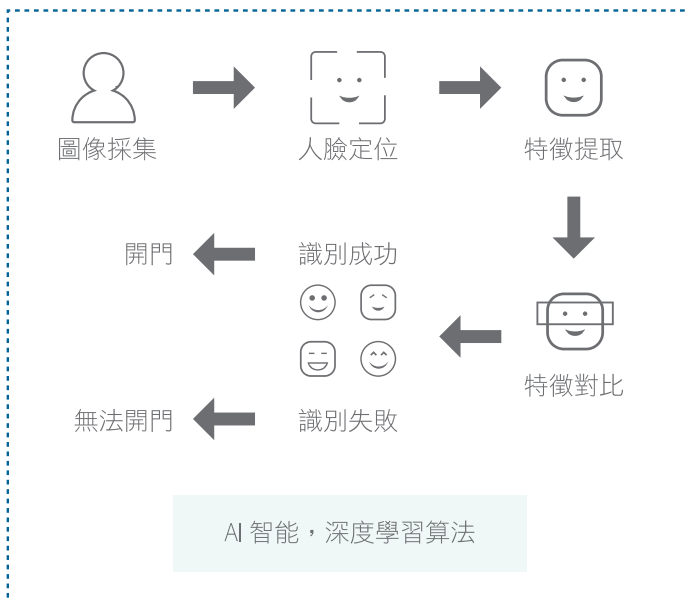 圖像採集
人臉定位
特徵提取
開門
識別成功
特徵對比
無法開門
識別失敗
AI 智能，深度學習算法